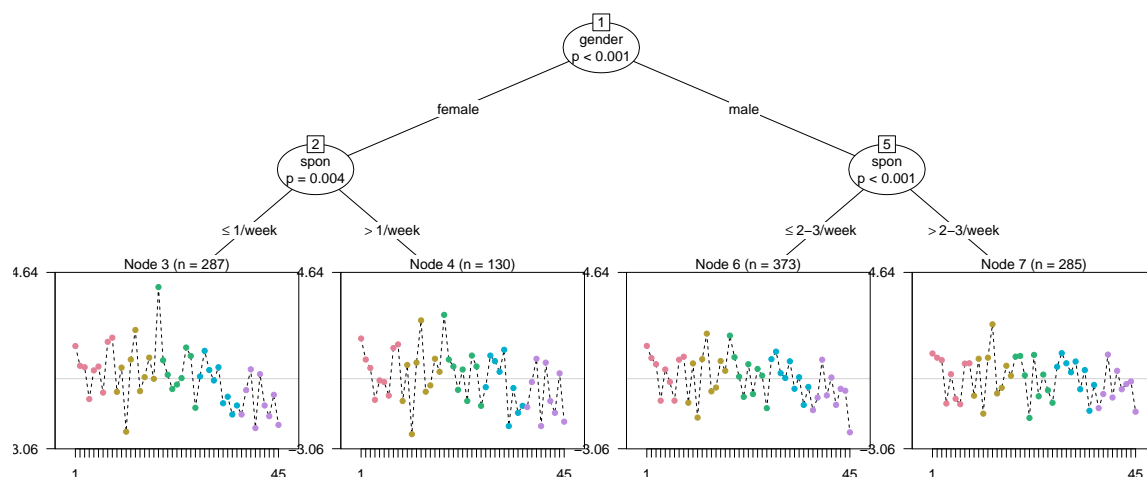 1
gender
p < 0.001
female
male
2
spon
p = 0.004
5
spon
p < 0.001
≤ 1/week
> 1/week
≤ 2−3/week
> 2−3/week
Node 3 (n = 287)
Node 4 (n = 130)
Node 6 (n = 373)
Node 7 (n = 285)
4.64
4.64
4.64
4.64
3.06
−3.06
−3.06
−3.06
1
45
1
45
1
45
1
45